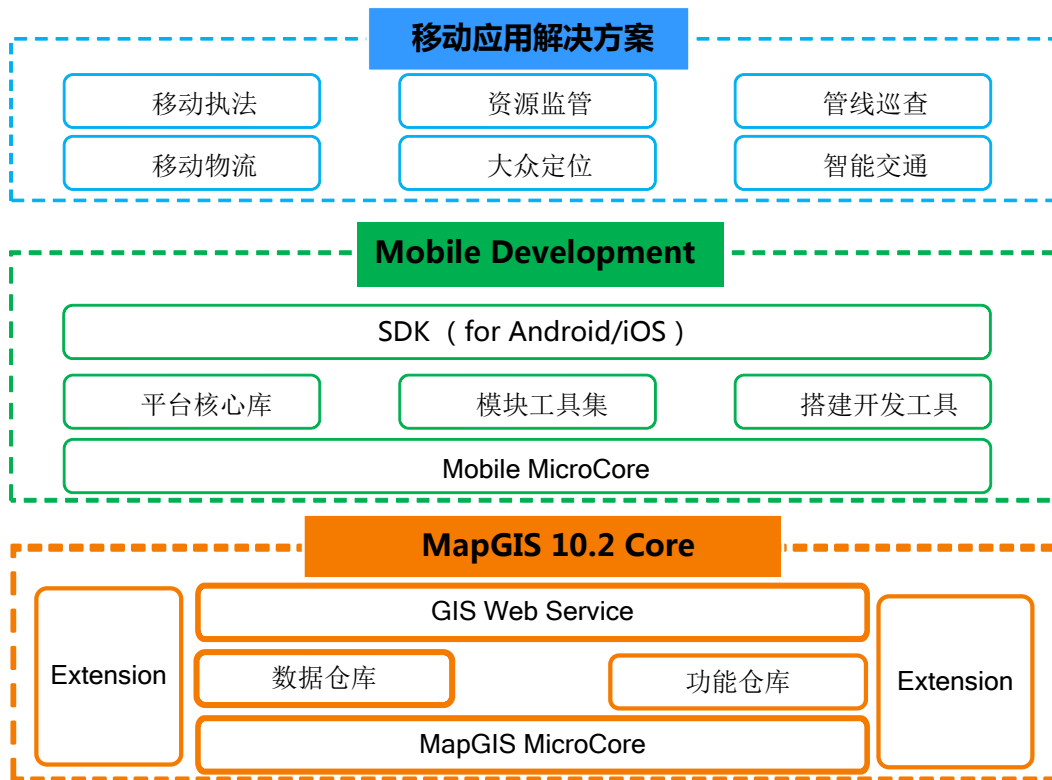 移动应用解决方案
移动执法 资源监管 管线巡查
移动物流 大众定位 智能交通
Mobile Development
SDK （ for Android/iOS ）
平台核心库 模块工具集 搭建开发工具
Mobile MicroCore
MapGIS 10.2 Core
GIS Web Service
Extension 数据仓库 功能仓库 Extension
MapGIS MicroCore